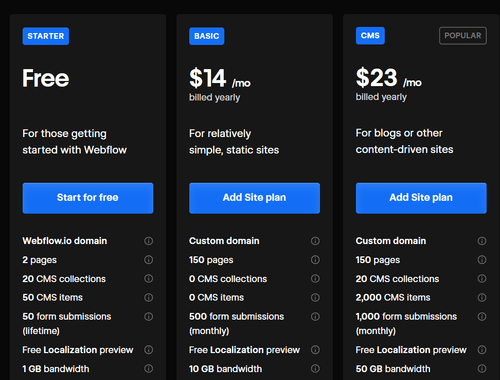 STARTER
Free
For those getting
started with Webflow
Start for free
Webflow.io domain
2 pages
20 CMS collections
50 CMS items
50 form submissions
(lifetime)
Free Localization preview
1 GB bandwidth
BASIC
$14 /mo
billed yearly
For relatively
simple, static sites
Add Site plan
Custom domain
150 pages
0 CMS collections
0 CMS items
500 form submissions
(monthly)
Free Localization preview
10 GB bandwidth
CMS
POPULAR
$23 /mo
billed yearly
For blogs or other
content-driven sites
Add Site plan
Custom domain
150 pages
20 CMS collections
2,000 CMS items
1,000 form submissions
(monthly)
Free Localization preview
50 GB bandwidth